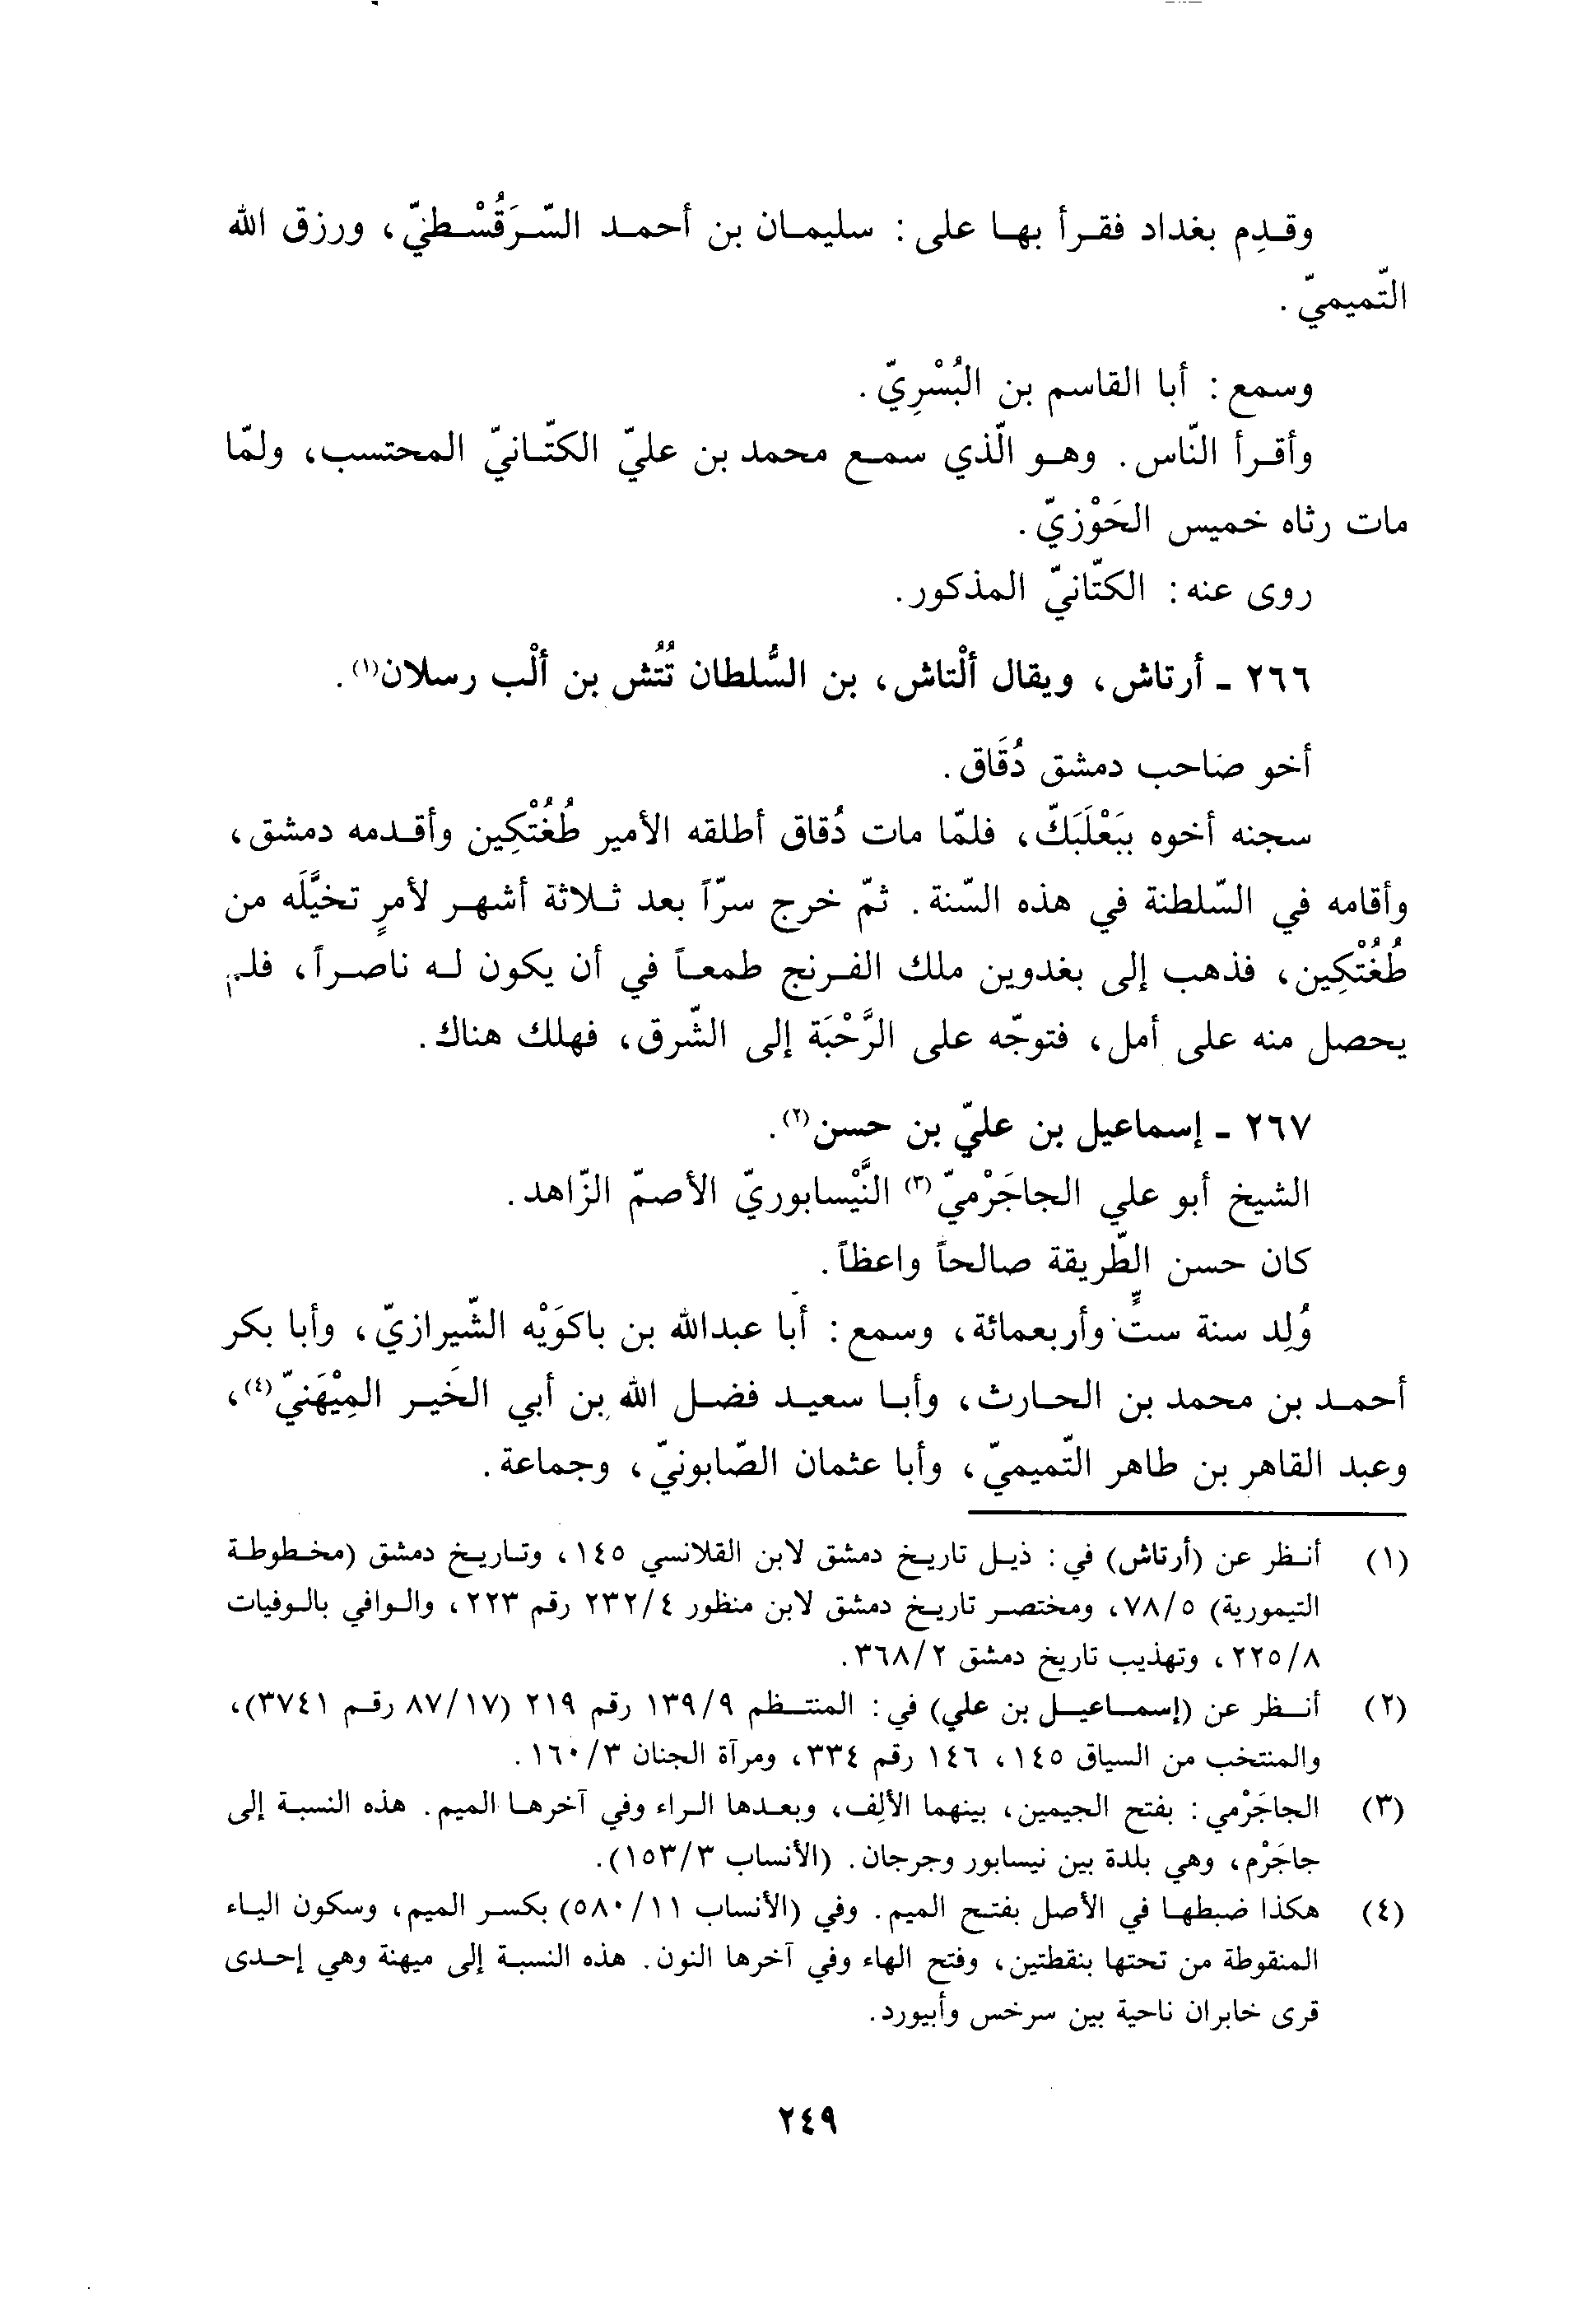 وقدِم بغداد فقرأ بها على : سليمان بن أحمد السّرَقُسْطيّ، ورزق الله
التّميميّ .
وسمع : أبا القاسم بن البُسْرِيّ .
وأقرأ النّاس. وهو الّذي سمع محمد بن عليّ الكتّانيّ المحتسب، ولمّا
مات رثاه خميس الحَوْزيّ .
روى عنه : الكتّانيّ المذكور.
٢٦٦ - أرتاش، ويقال ألْتاش، بن السُّلطان تُتُش بن ألْب رسلان(١) .
أخو صاحب دمشق دُقَاق .
سجنه أخوه ببَعْلَبَكّ، فلمّا مات دُقاق أطلقه الأمير طُغُتْكِين وأقدمه دمشق،
وأقامه في السّلطنة في هذه السّنة . ثمّ خرج سرّاً بعد ثلاثة أشهر لأمرٍ تخيَّلَه من
طُغُتْكِين، فذهب إلى بغدوين ملك الفرنج طمعاً في أن يكون له ناصراً، فلم
يحصل منه على أمل، فتوجّه على الرَّحْبَة إلى الشّرق، فهلك هناك.
٢٦٧ - إسماعيل بن عليّ بن حسن(٢).
الشيخ أبو علي الجاجَرْميّ(٣) النَّيْسابوريّ الأصمّ الزّاهد.
كان حسن الطّريقة صالحاً واعظاً.
وُلِد سنة ستٍّ وأربعمائة، وسمع : أبا عبدالله بن باكوَيْه الشّيرازيّ، وأبا بكر
أحمد بن محمد بن الحارث، وأبا سعيد فضل الله بن أبي الخَير المِيْهَنيّ(٤)،
وعبد القاهر بن طاهر التّميميّ، وأبا عثمان الصّابونيّ، وجماعة .
(١) أنظر عن (أرتاش) في : ذيل تاريخ دمشق لابن القلانسي ١٤٥، وتاريخ دمشق (مخطوطة
التيمورية) ٧٨/٥، ومختصر تاريخ دمشق لابن منظور ٢٣٢/٤ رقم ٢٢٣، والوافي بالوفيات
٢٢٥/٨، وتهذيب تاريخ دمشق ٣٦٨/٢.
(٢) أنظر عن (إسماعيل بن علي) في : المنتظم ١٣٩/٩ رقم ٢١٩ (٨٧/١٧ رقم ٣٧٤١)،
والمنتخب من السياق ١٤٥، ١٤٦ رقم ٣٣٤، ومرآة الجنان ١٦٠/٣.
(٣) الجاجَرْمي : بفتح الجيمين، بينهما الألِف، وبعدها الراء وفي آخرها الميم. هذه النسبة إلى
جاجَرْم، وهي بلدة بين نيسابور وجرجان. (الأنساب ١٥٣/٣).
(٤) هكذا ضبطها في الأصل بفتح الميم. وفي (الأنساب ٥٨٠/١١) بكسر الميم، وسكون الياء
المنقوطة من تحتها بنقطتين، وفتح الهاء وفي آخرها النون. هذه النسبة إلى ميهنة وهي إحدى
قرى خابران ناحية بين سرخس وأبيورد.
٢٤٩